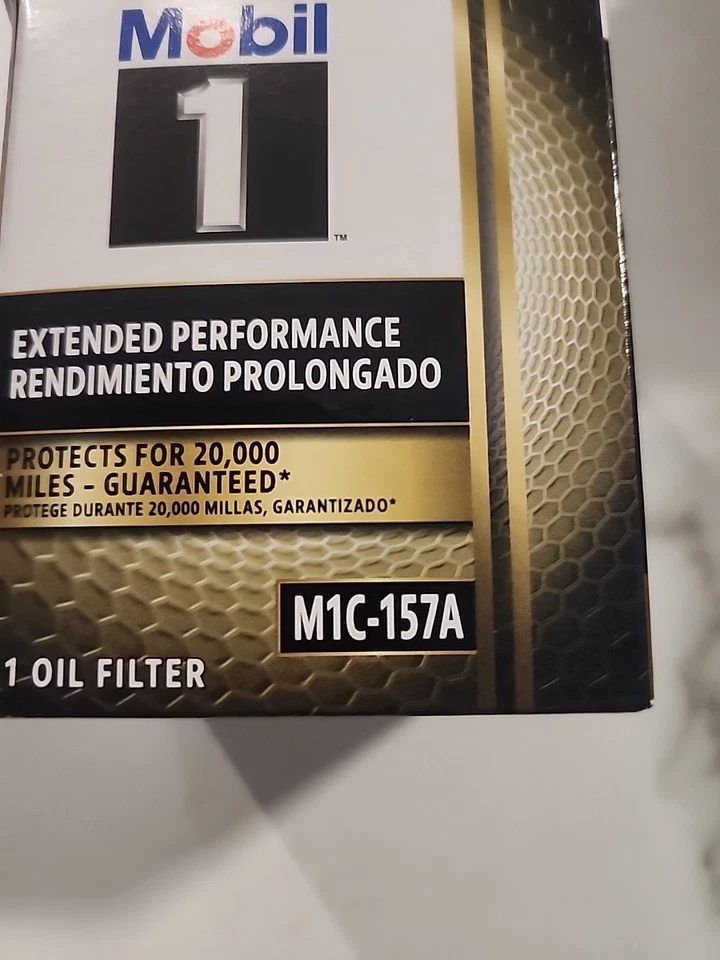 Mobil
1
TM
EXTENDED PERFORMANCE
RENDIMIENTO PROLONGADO
PROTECTS FOR 20,000
MILES - GUARANTEED*
PROTEGE DURANTE 20,000 MILLAS, GARANTIZADO*
M1C-157A
1 OIL FILTER